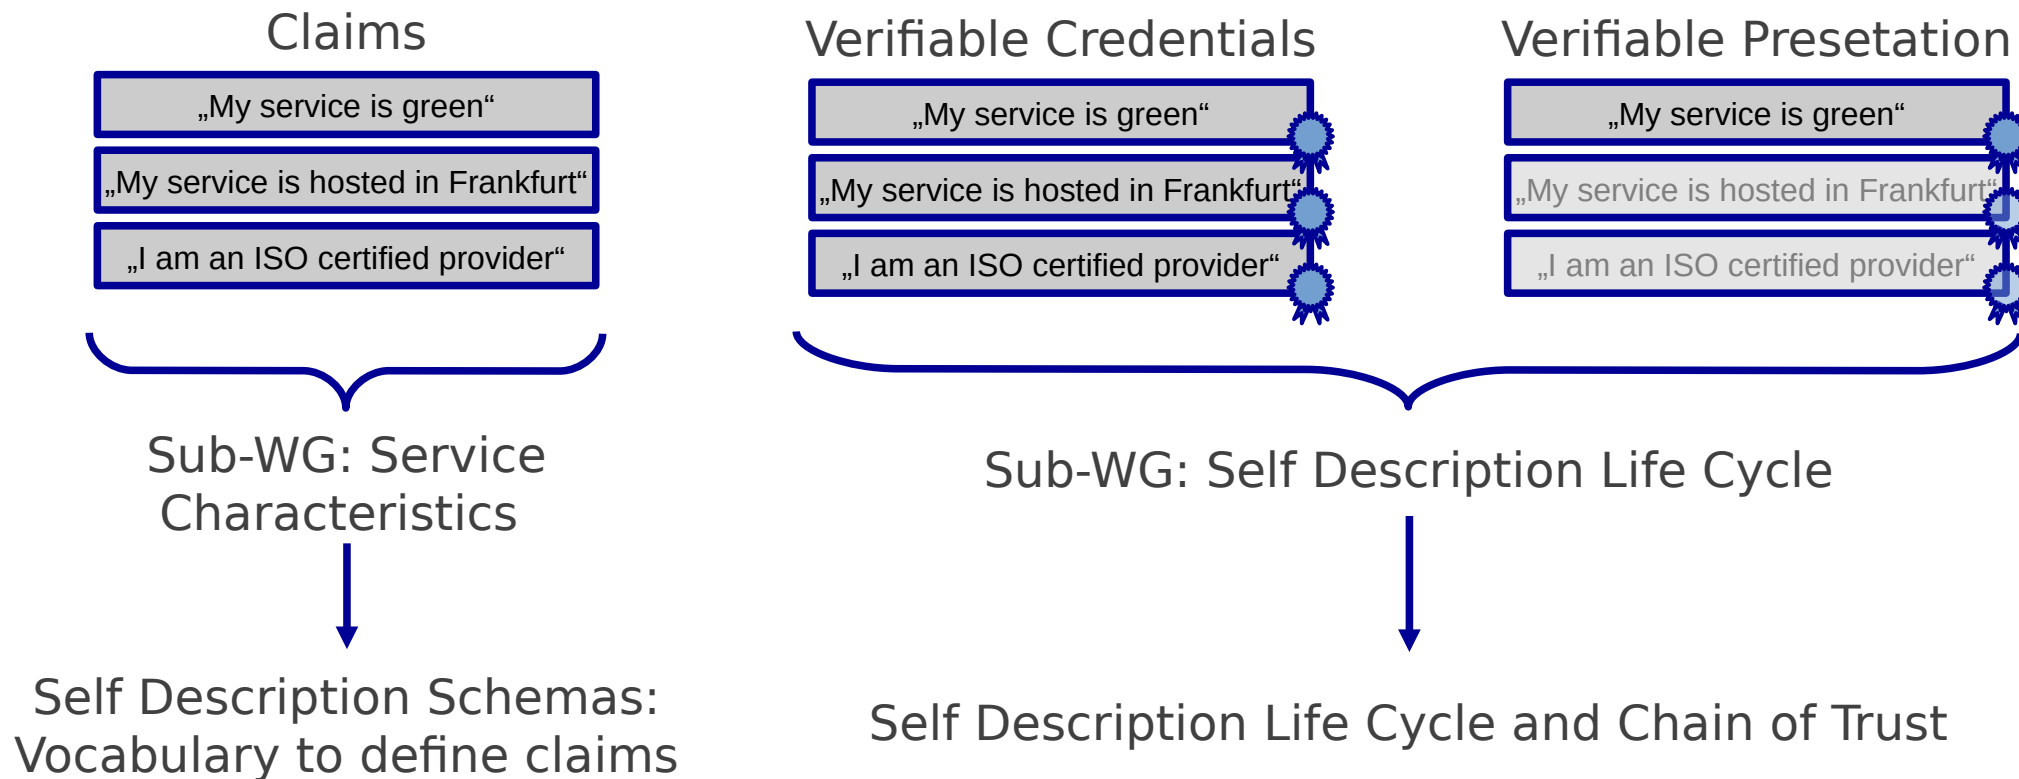 Claims
„My service is green“
„My service is hosted in Frankfurt“
„I am an ISO certified provider“
Sub-WG: Service
Characteristics
Self Description Schemas:
Vocabulary to define claims
Verifiable Credentials
„My service is green“
„My service is hosted in Frankfurt“
„I am an ISO certified provider“
Verifiable Presetation
„My service is green“
„My service is hosted in Frankfurt“
„I am an ISO certified provider“
Sub-WG: Self Description Life Cycle
Self Description Life Cycle and Chain of Trust